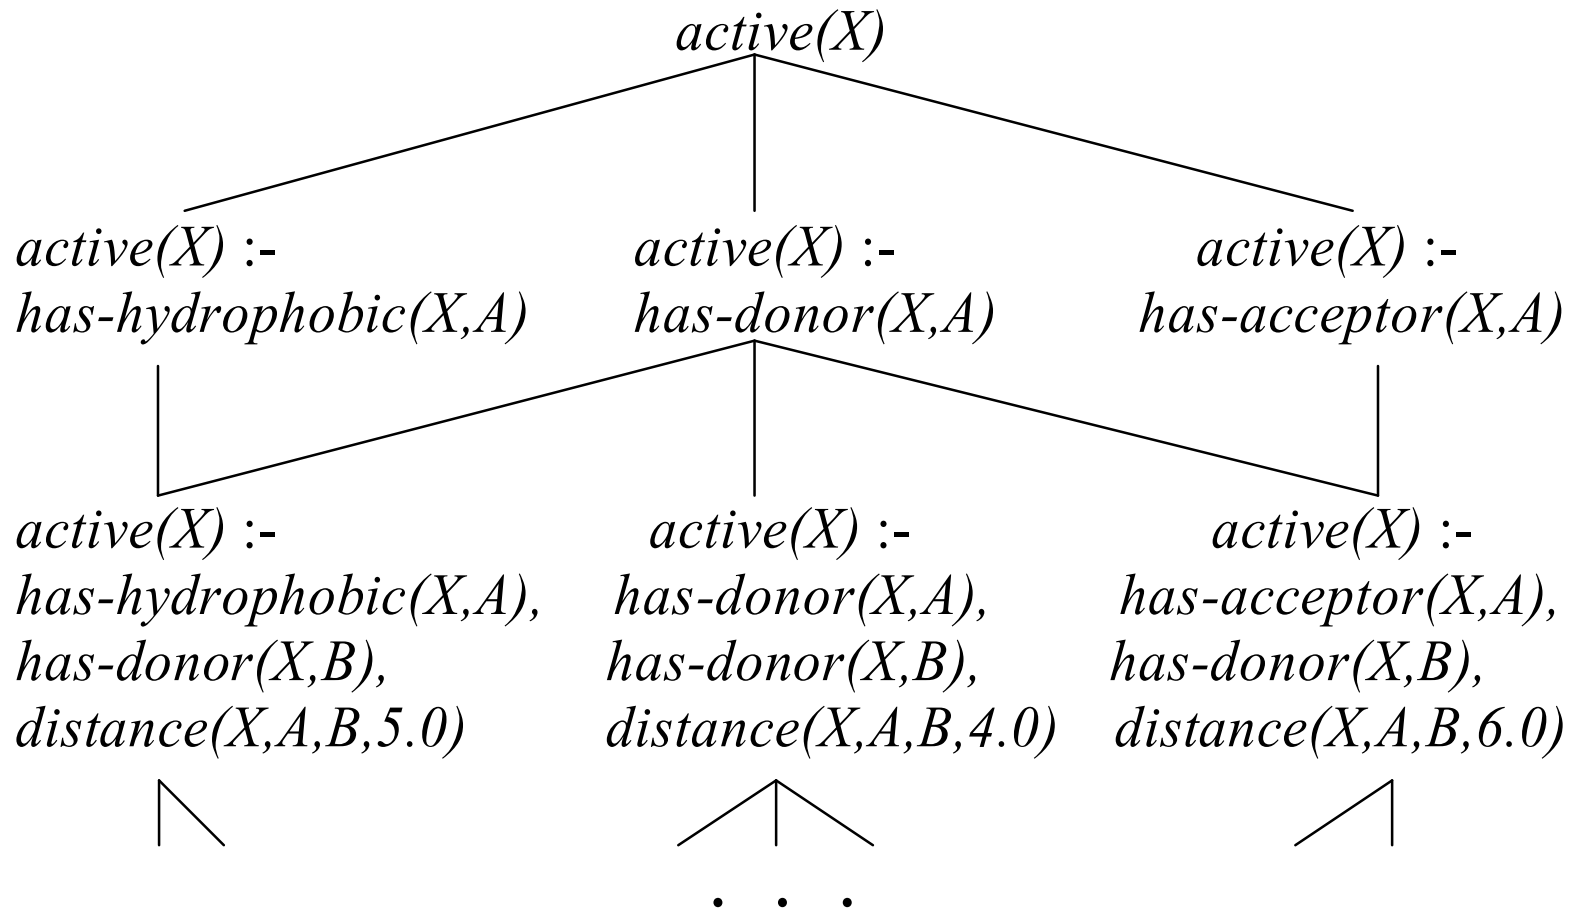 active(X)
active(X) :-
has-hydrophobic(X,A)
active(X) :-
has-donor(X,A)
active(X) :-
has-acceptor(X,A)
active(X) :-
has-hydrophobic(X,A),
has-donor(X,B),
distance(X,A,B,5.0)
active(X) :-
has-donor(X,A),
has-donor(X,B),
distance(X,A,B,4.0)
active(X) :-
has-acceptor(X,A),
has-donor(X,B),
distance(X,A,B,6.0)
. . .